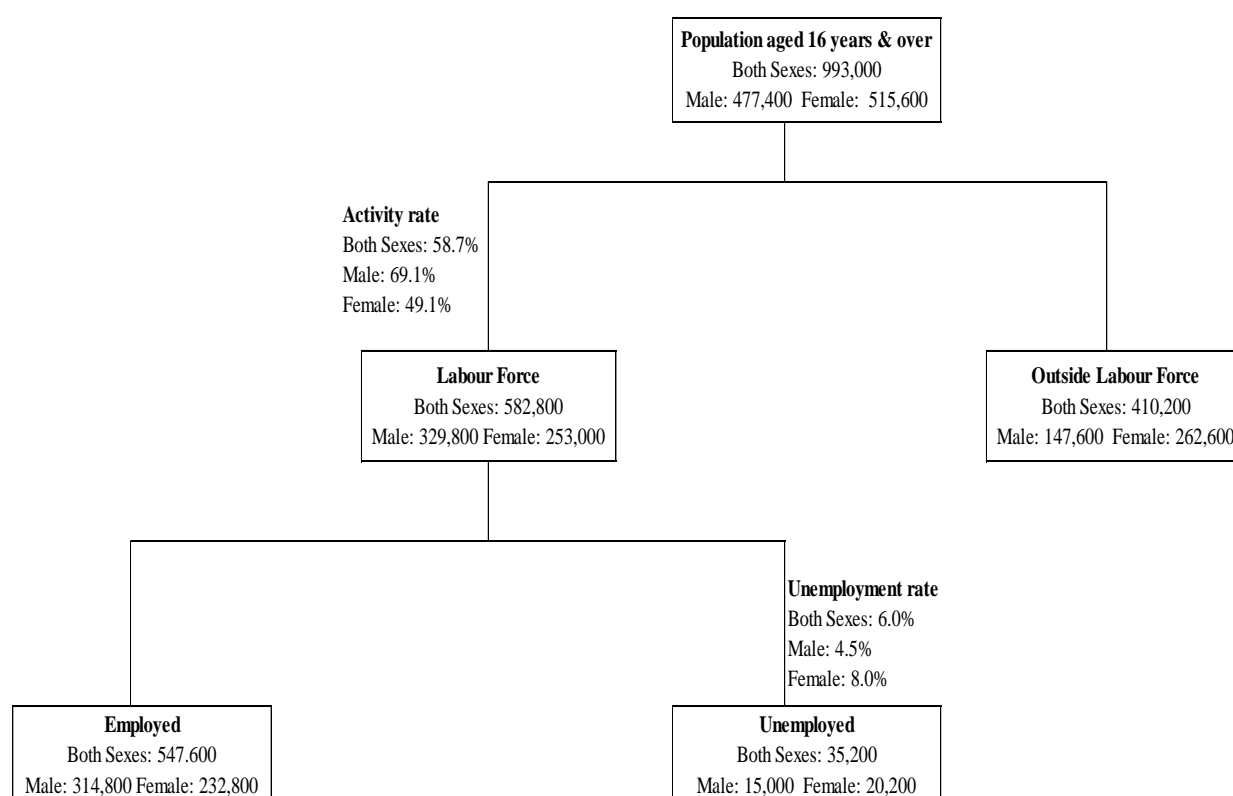 Population aged 16 years & over
Both Sexes: 993,000
Male: 477,400 Female: 515,600
Activity rate
Both Sexes: 58.7%
Male: 69.1%
Female: 49.1%
Labour Force
Both Sexes: 582,800
Male: 329,800 Female: 253,000
Outside Labour Force
Both Sexes: 410,200
Male: 147,600 Female: 262,600
Unemployment rate
Both Sexes: 6.0%
Male: 4.5%
Female: 8.0%
Employed
Both Sexes: 547.600
Male: 314,800 Female: 232,800
Unemployed
Both Sexes: 35,200
Male: 15,000 Female: 20,200